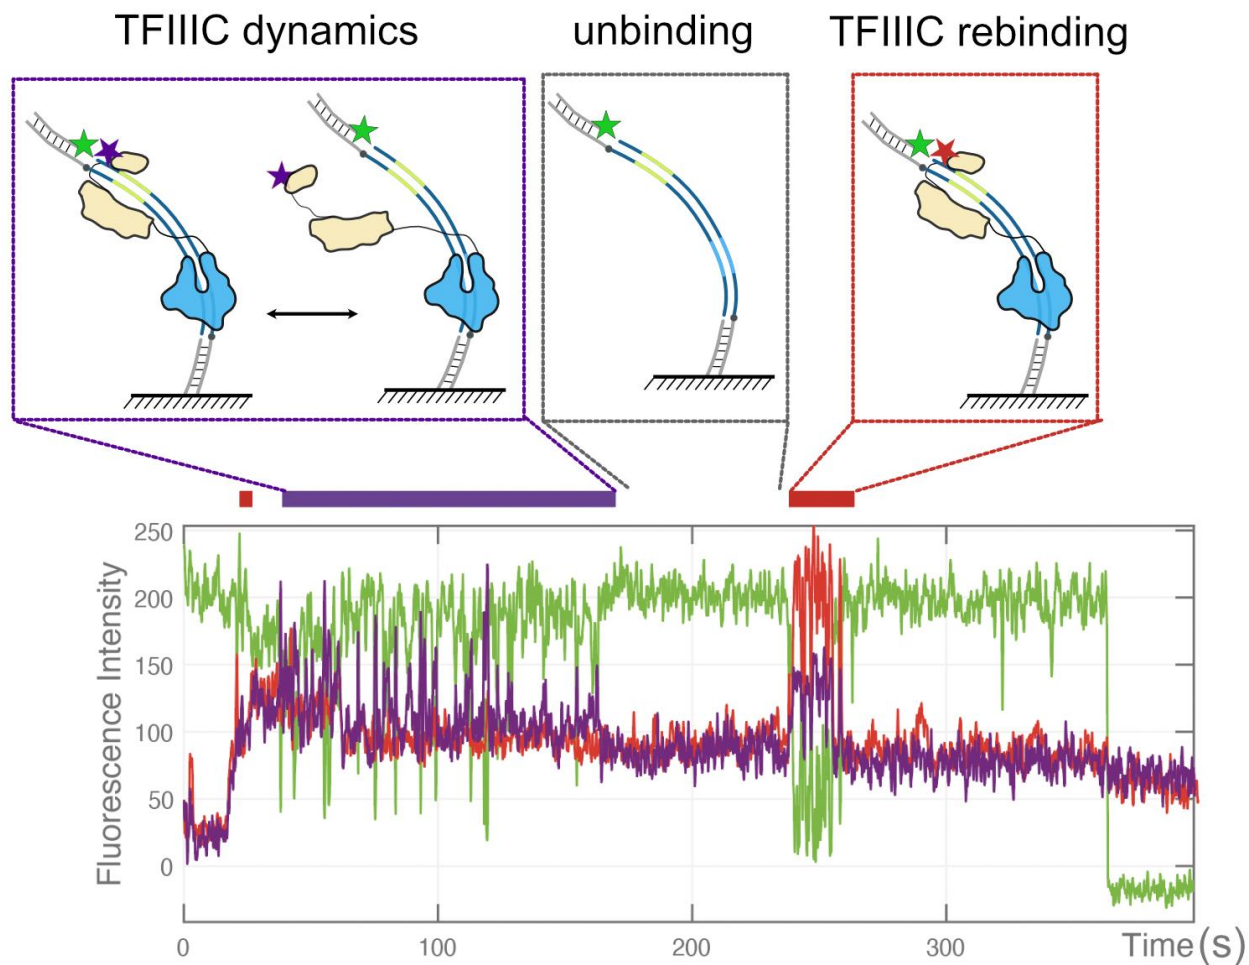 TFIIIC dynamics
unbinding
TFIIIC rebinding
250
200
150
100
50
0
Fluorescence Intensity
0
100
200
300
Time (s)